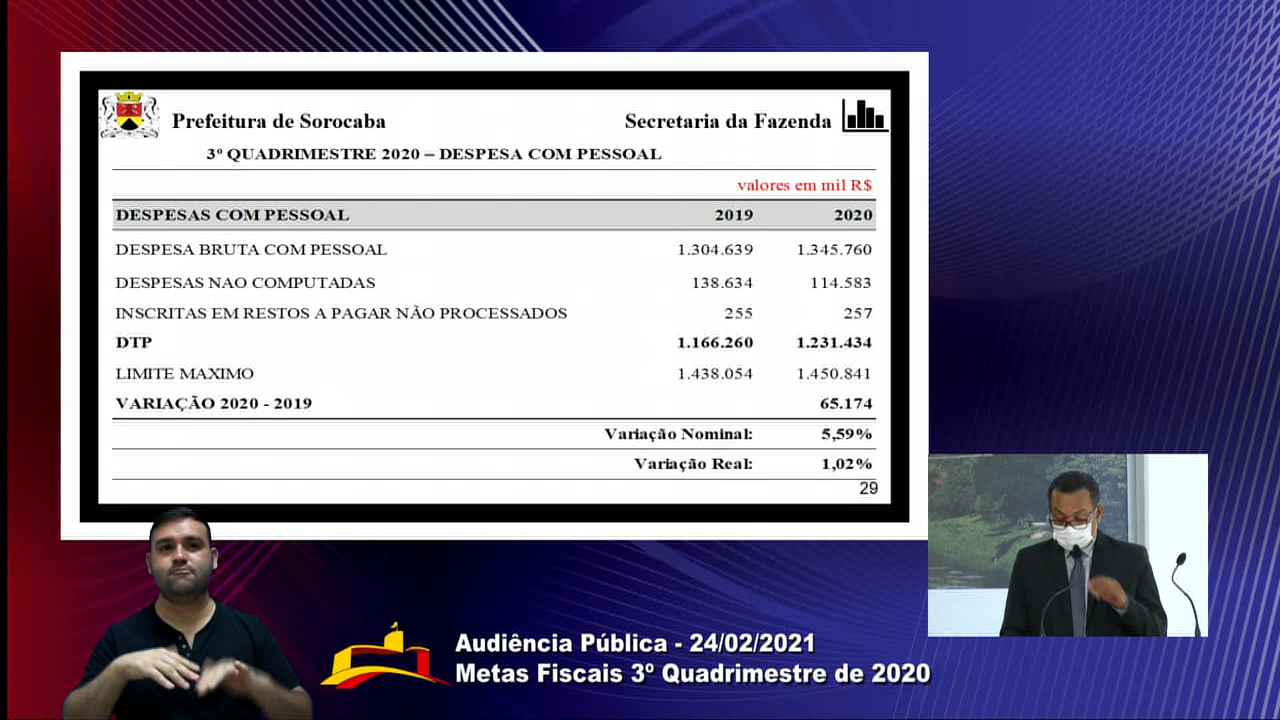 Prefeitura de Sorocaba Secretaria da Fazenda
3º QUADRIMESTRE 2020 – DESPESA COM PESSOAL
valores em mil R$
DESPESAS COM PESSOAL 2019 2020
DESPESA BRUTA COM PESSOAL 1.304.639 1.345.760
DESPESAS NAO COMPUTADAS 138.634 114.583
INSCRITAS EM RESTOS A PAGAR NÃO PROCESSADOS 255 257
DTP 1.166.260 1.231.434
LIMITE MAXIMO 1.438.054 1.450.841
VARIAÇÃO 2020 - 2019 65.174
Variação Nominal: 5,59%
Variação Real: 1,02%
29
Audiência Pública - 24/02/2021
Metas Fiscais 3º Quadrimestre de 2020